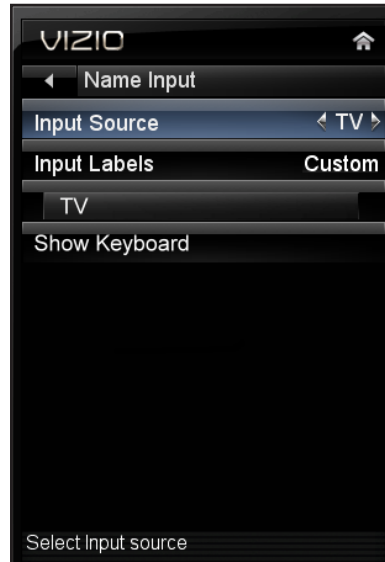 VIZIO
Name Input
Input Source TV
Input Labels Custom
TV
Show Keyboard
Select Input source